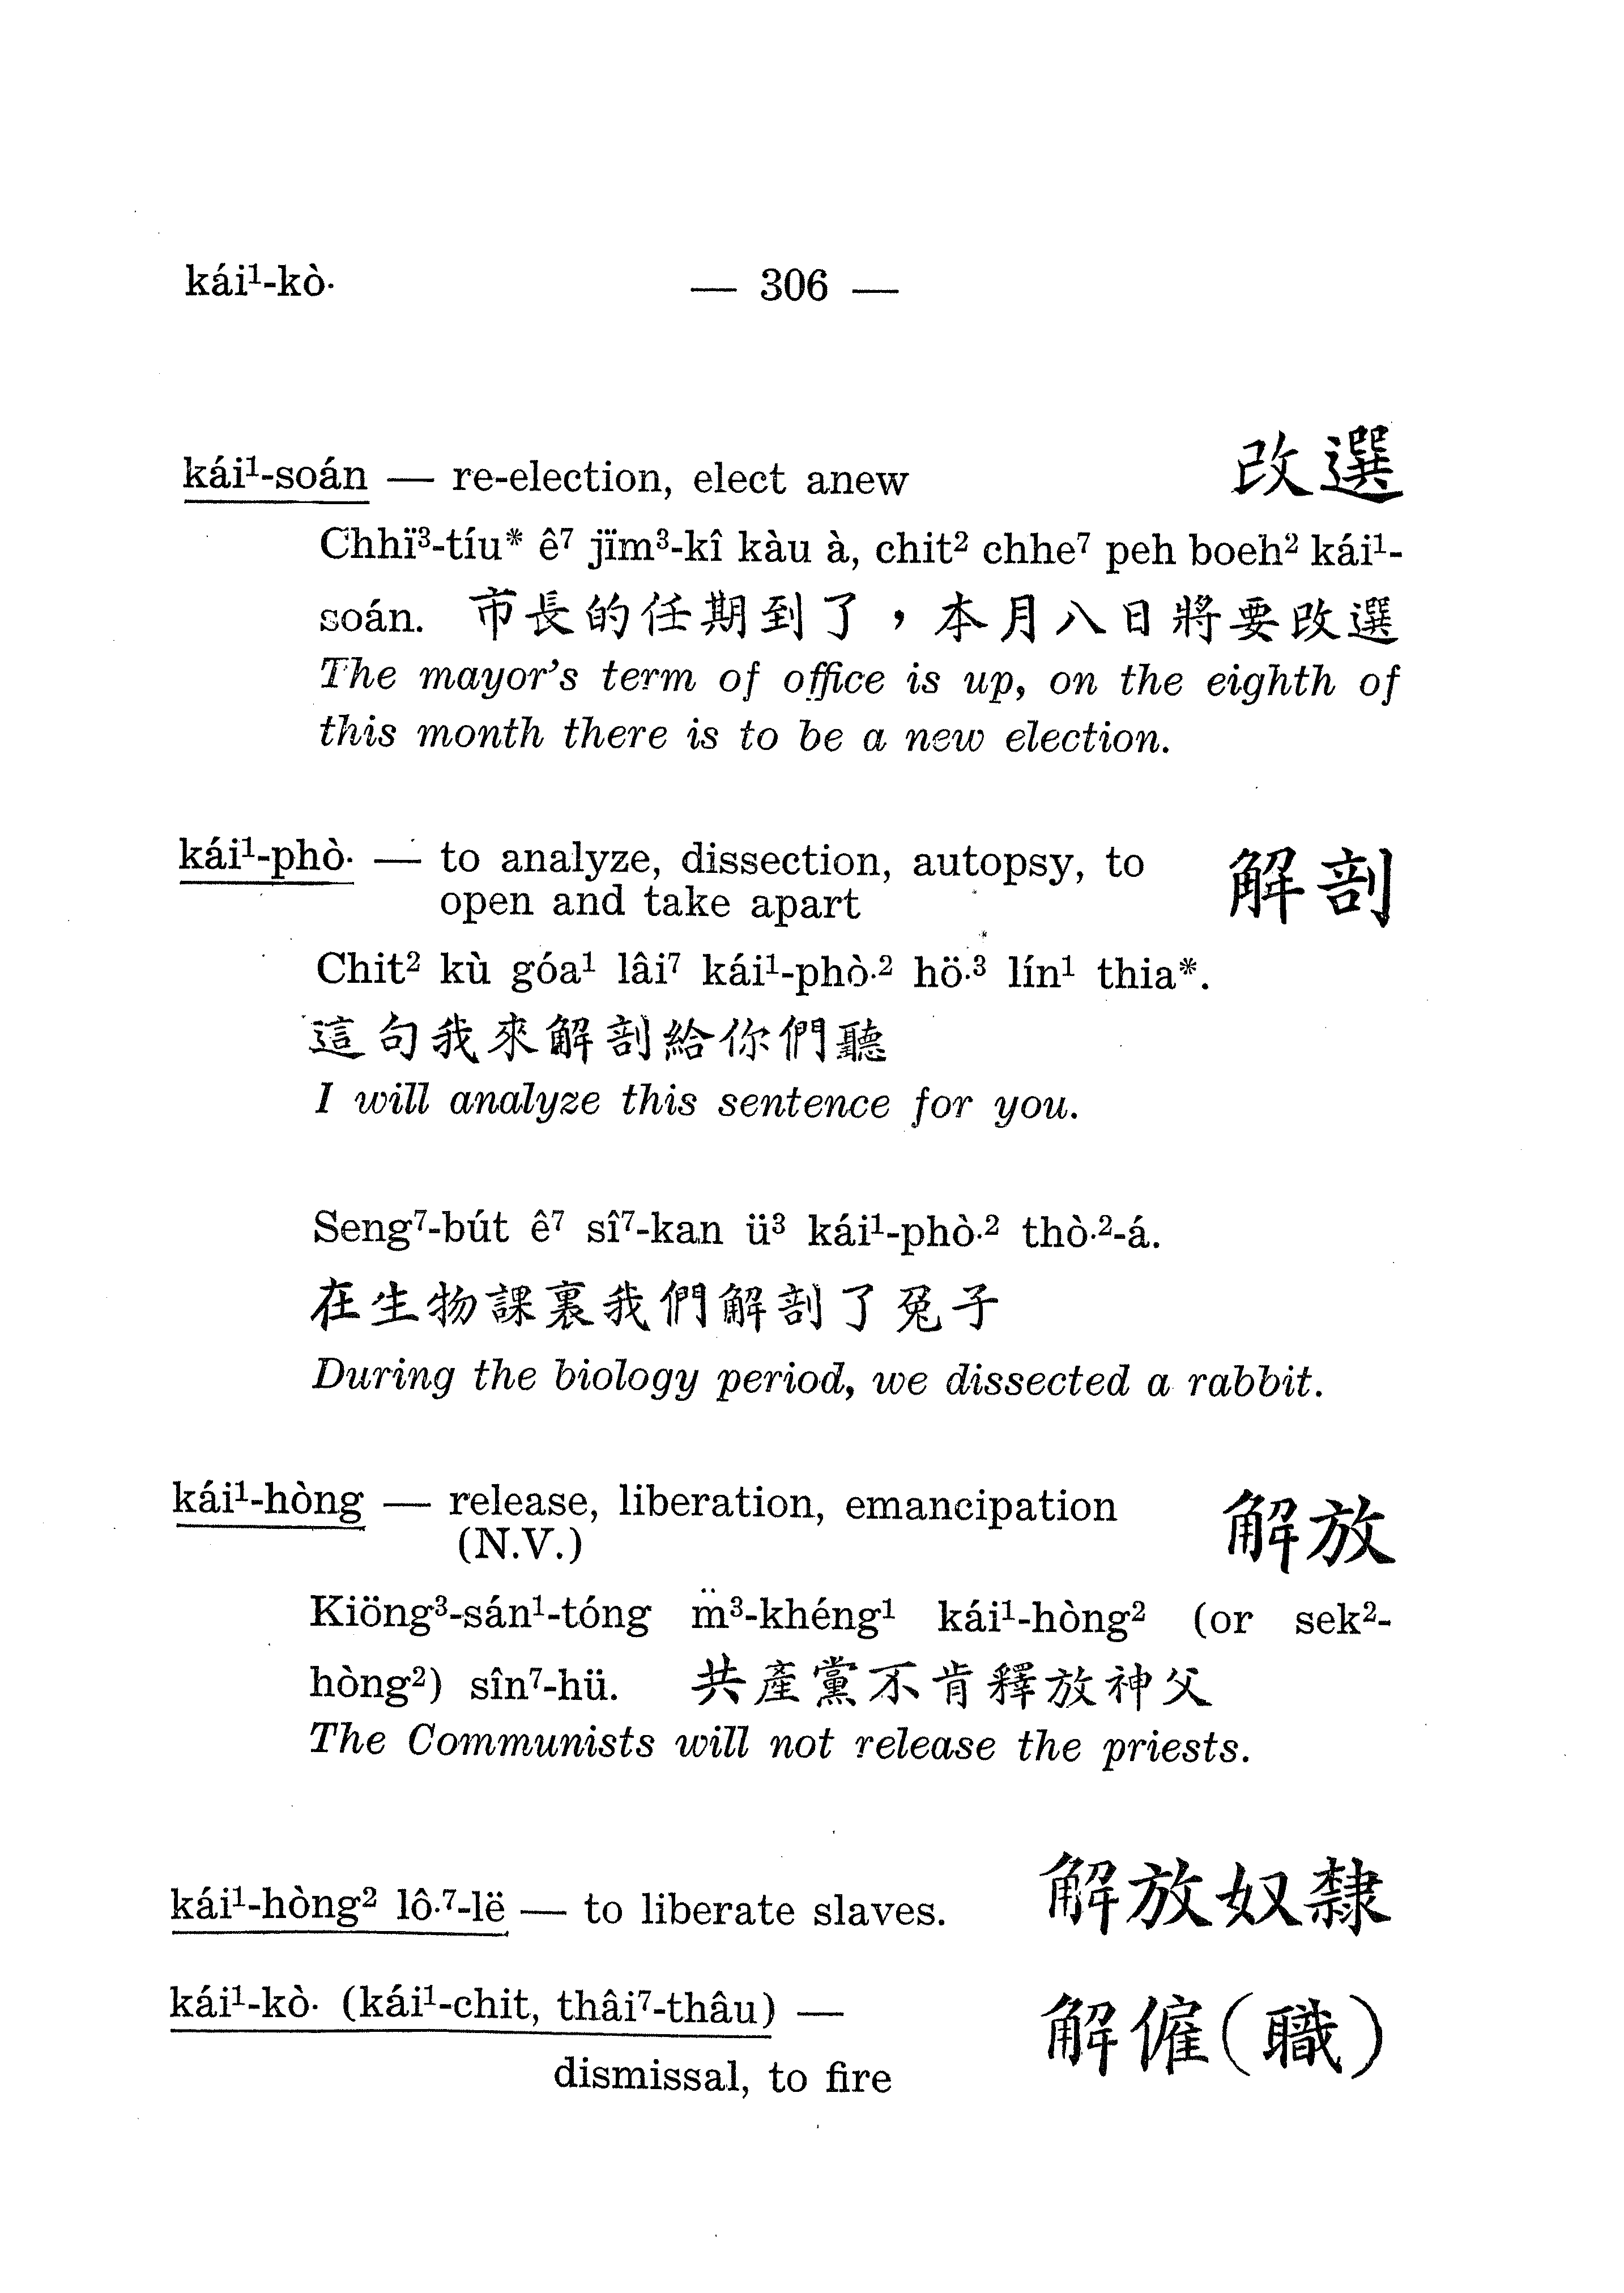 kái¹-kò· — 306 —
kái¹-soán — re-election, elect anew 改選
Chhï³-tíu* ê⁷ jïm³-kî kàu à, chit² chhe⁷ peh boeh² kái¹-
soán. 市長的任期到了，本月八日將要改選
The mayor's term of office is up, on the eighth of
this month there is to be a new election.
kái¹-phò· — to analyze, dissection, autopsy, to 解剖
open and take apart
Chit² kù góa¹ lâi⁷ kái¹-phò·² hö·³ lín¹ thia*.
這句我來解剖給你們聽
I will analyze this sentence for you.
Seng⁷-bút ê⁷ sî⁷-kan ü³ kái¹-phò·² thò·²-á.
在生物課裏我們解剖了兔子
During the biology period, we dissected a rabbit.
kái¹-hòng — release, liberation, emancipation 解放
(N.V.)
Kiöng³-sán¹-tóng m̈³-khéng¹ kái¹-hòng² (or sek²-
hòng²) sîn⁷-hü. 共產黨不肯釋放神父
The Communists will not release the priests.
kái¹-hòng² lô·⁷-lë — to liberate slaves. 解放奴隸
kái¹-kò· (kái¹-chit, thâi⁷-thâu) — 解僱(職)
dismissal, to fire